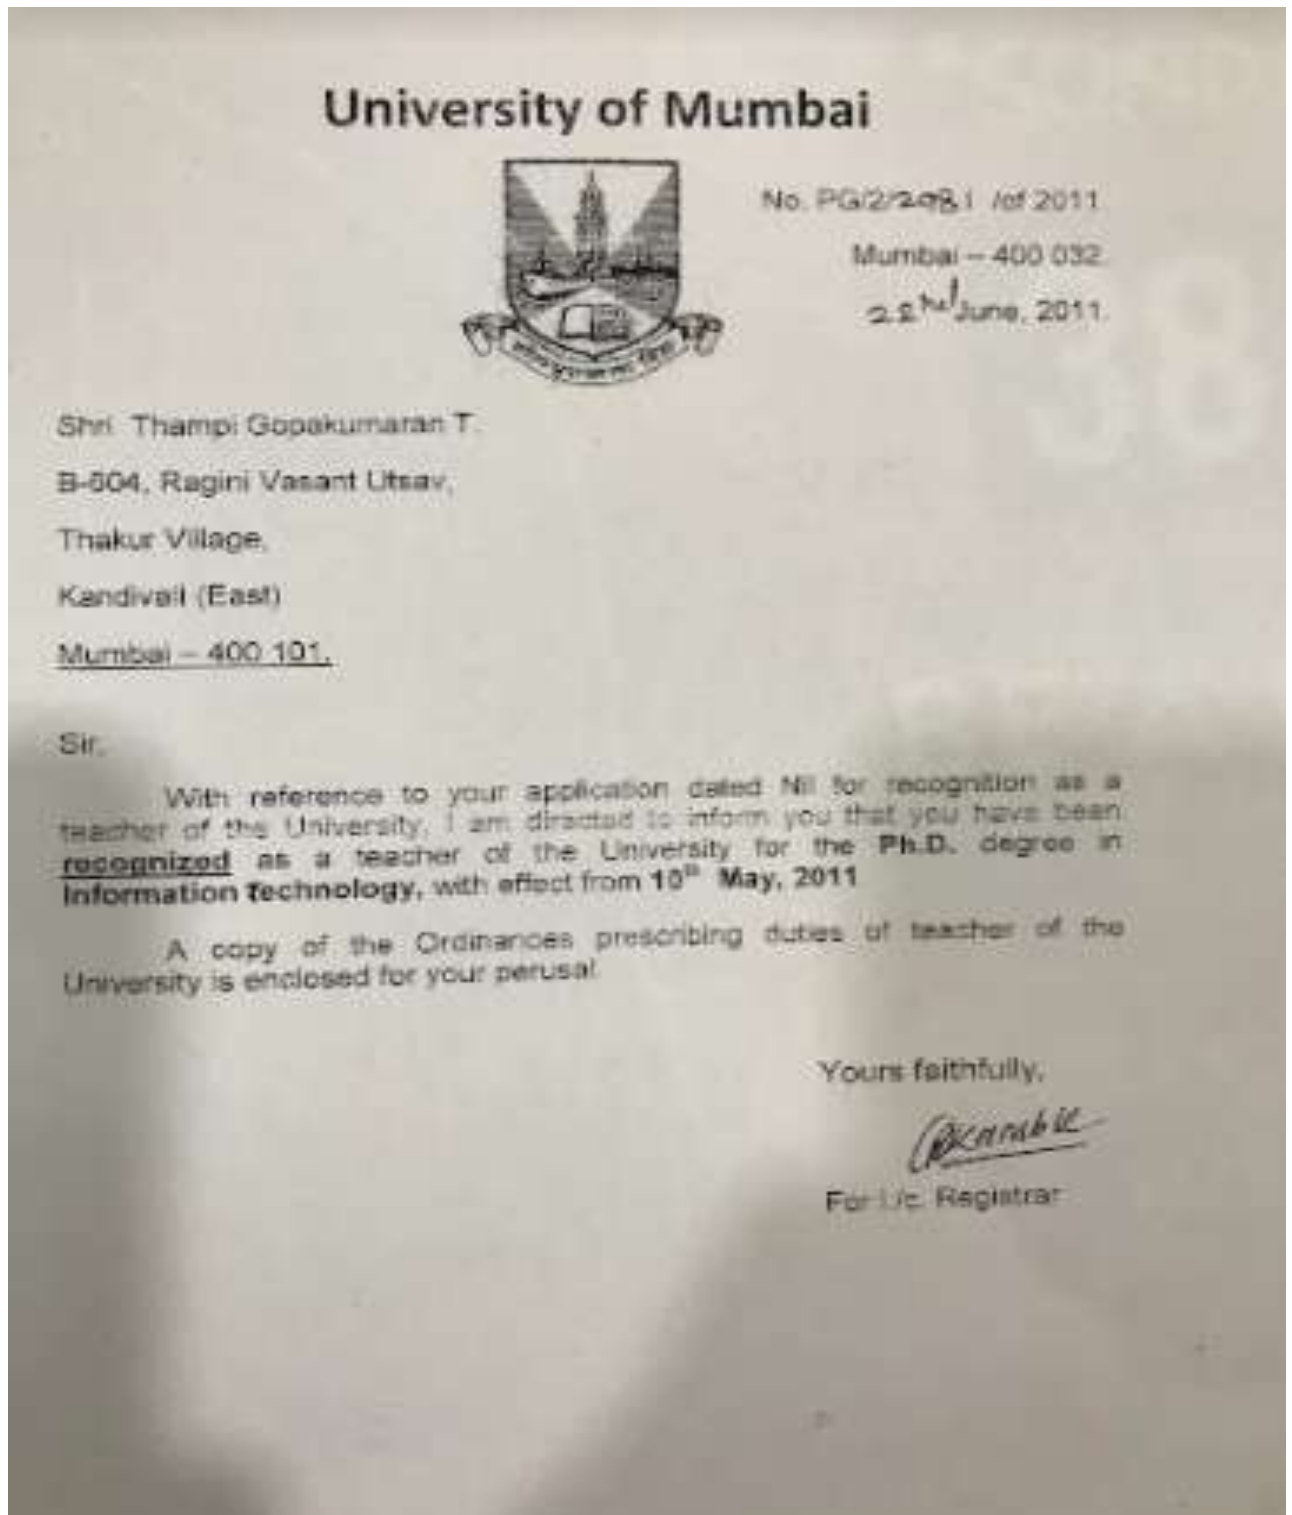 University of Mumbai
No. PG/2/2981 /of 2011.
Mumbai – 400 032.
22nd June, 2011.
Shri Thampi Gopakumaran T.
B-604, Ragini Vasant Utsav,
Thakur Village,
Kandivali (East)
Mumbai – 400 101.
Sir,
With reference to your application dated Nil for recognition as a
teacher of the University, I am directed to inform you that you have been
recognized as a teacher of the University for the Ph.D. degree in
Information Technology, with effect from 10th May, 2011
A copy of the Ordinances prescribing duties of teacher of the
University is enclosed for your perusal
Yours faithfully,
For I/c. Registrar